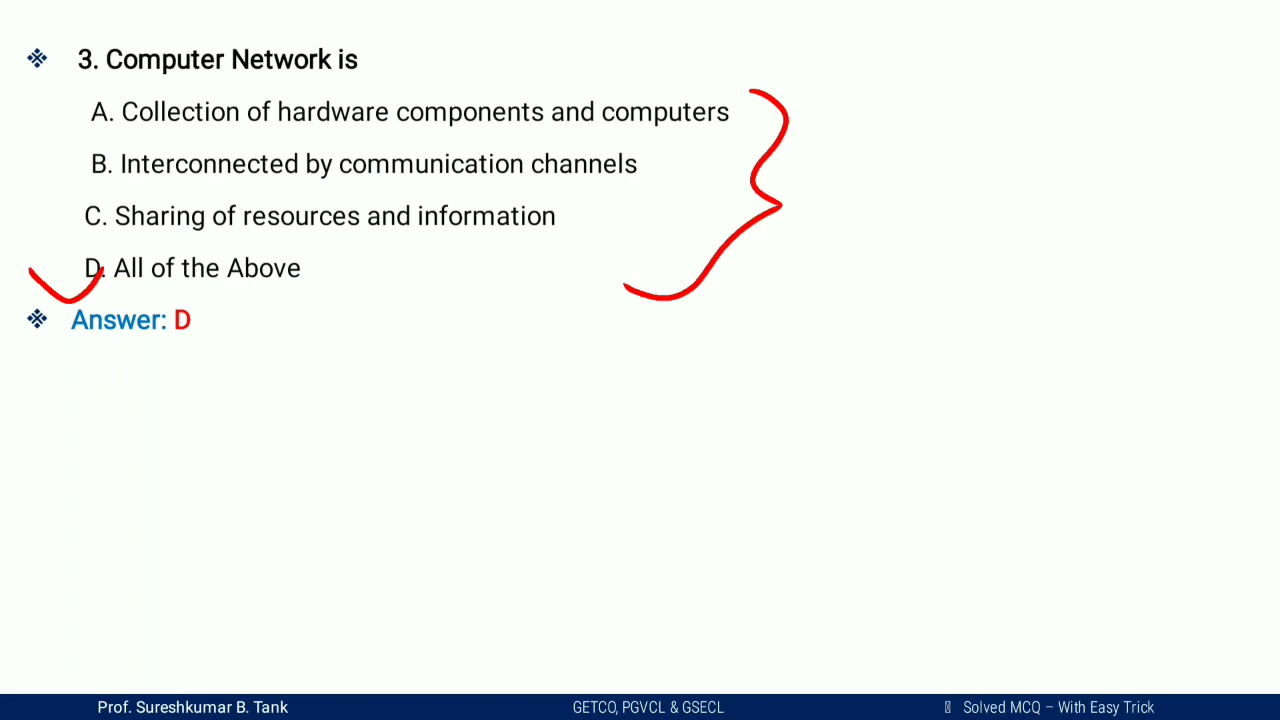 3. Computer Network is
A. Collection of hardware components and computers
B. Interconnected by communication channels
C. Sharing of resources and information
D. All of the Above
Answer: D
Prof. Sureshkumar B. Tank
GETCO, PGVCL & GSECL
Solved MCQ – With Easy Trick